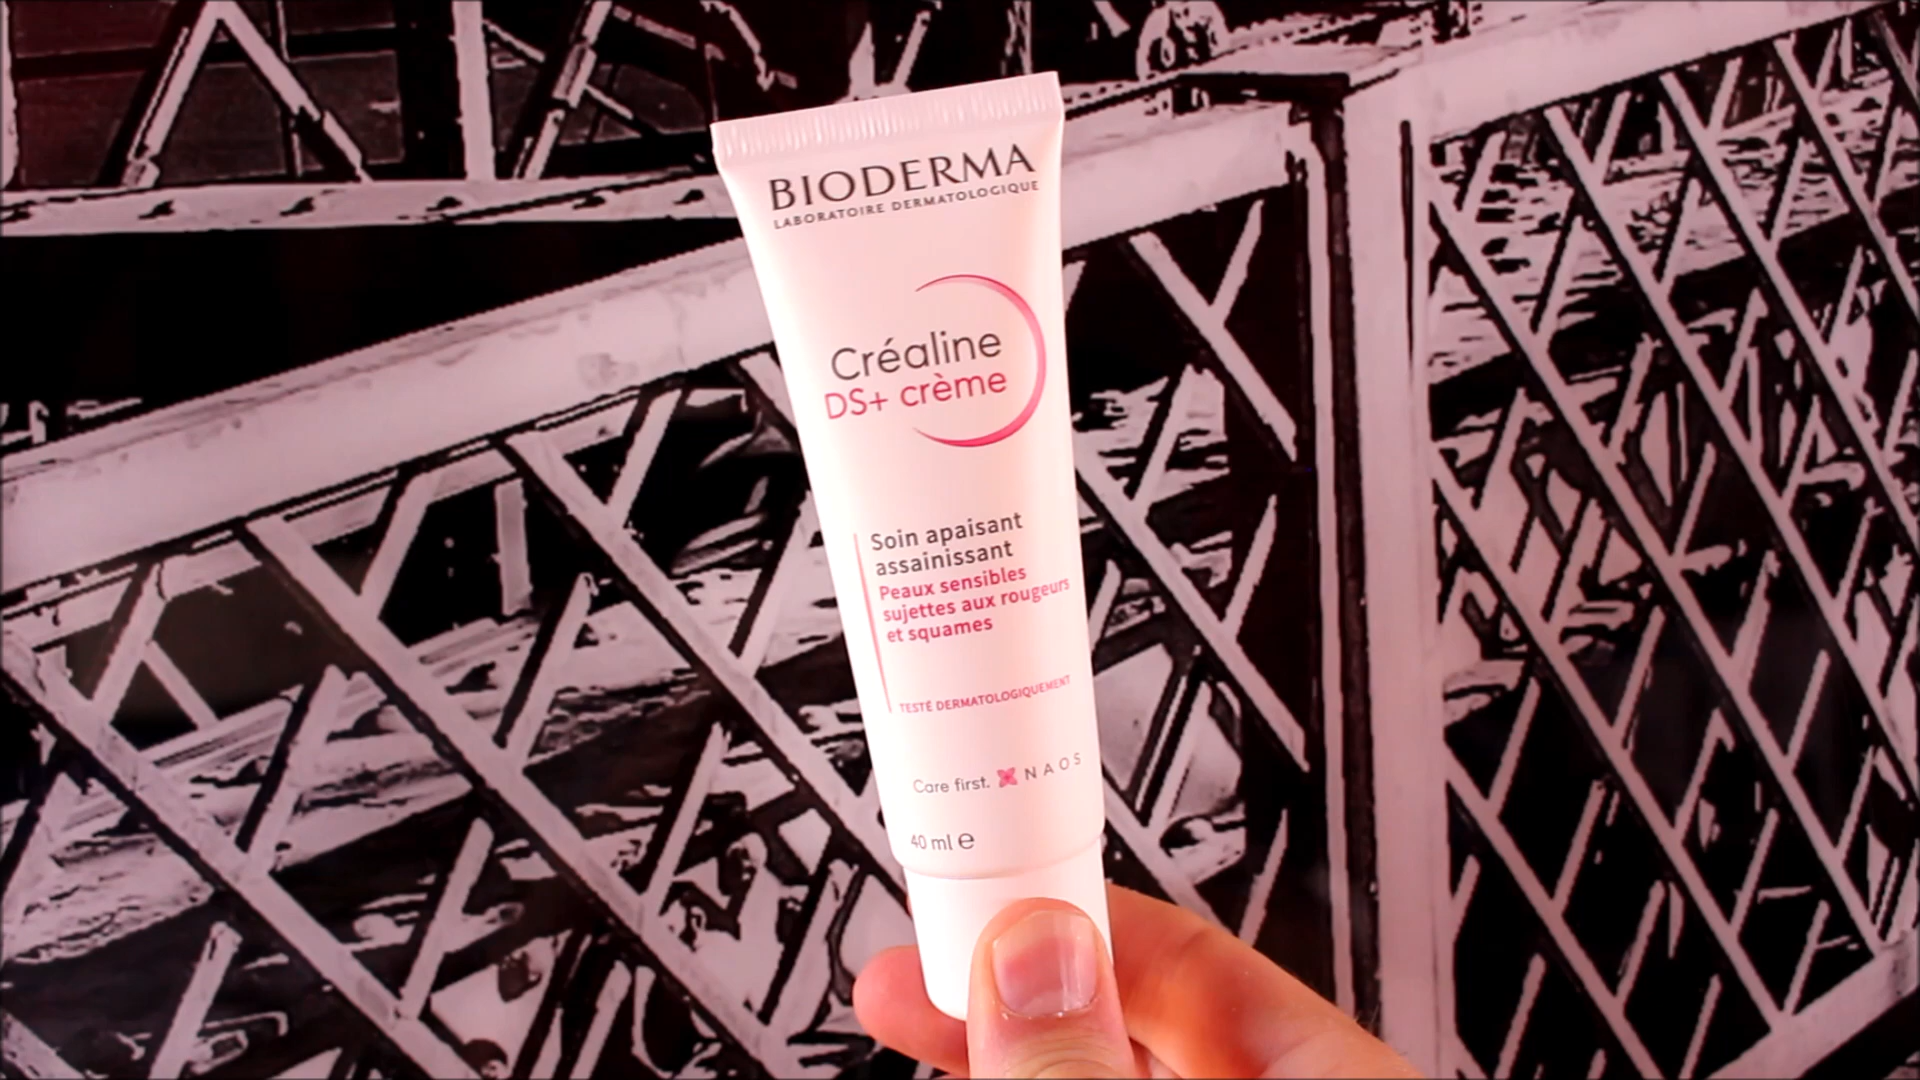 BIODERMA
LABORATOIRE DERMATOLOGIQUE
Créaline
DS+ crème
Soin apaisant
assainissant
Peaux sensibles
sujettes aux rougeurs
et squames
TESTÉ DERMATOLOGIQUEMENT
Care first. NAOS
40 ml ℮